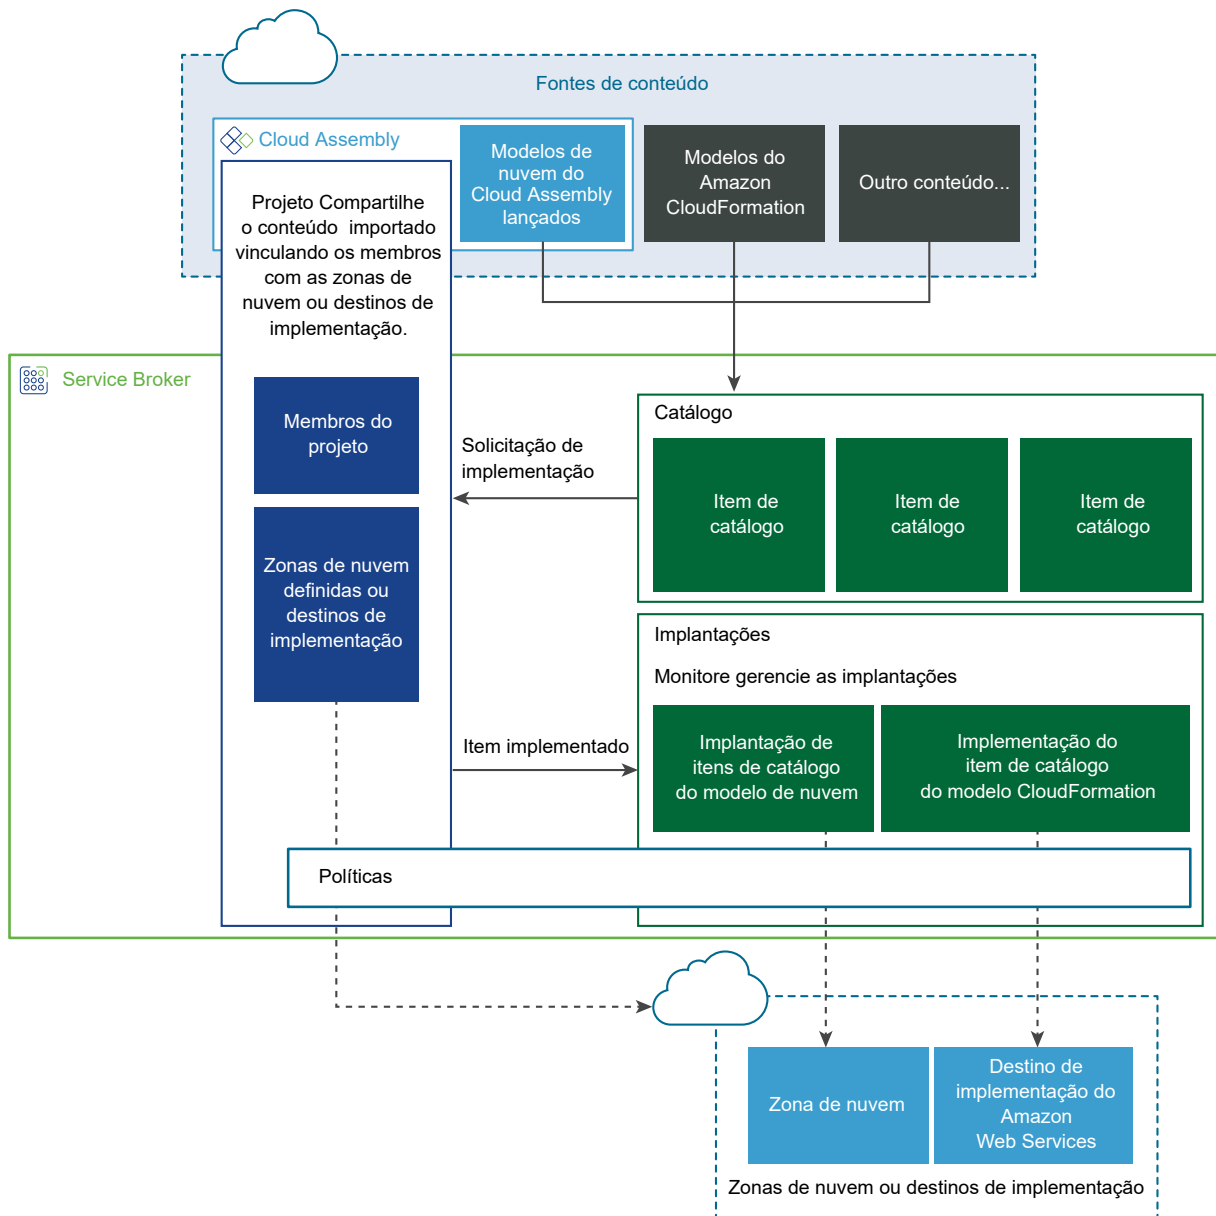 Fontes de conteúdo
Cloud Assembly
Modelos de
nuvem do
Cloud Assembly
lançados
Modelos do
Amazon
CloudFormation
Outro conteúdo...
Projeto Compartilhe
o conteúdo importado
vinculando os membros
com as zonas de
nuvem ou destinos de
implementação.
Service Broker
Membros do
projeto
Zonas de nuvem
definidas ou
destinos de
implementação
Solicitação de
implementação
Catálogo
Item de
catálogo
Item de
catálogo
Item de
catálogo
Implantações
Monitore gerencie as implantações
Item implementado
Implantação de
itens de catálogo
do modelo de nuvem
Implementação do
item de catálogo
do modelo CloudFormation
Políticas
Zona de nuvem
Destino de
implementação do
Amazon
Web Services
Zonas de nuvem ou destinos de implementação